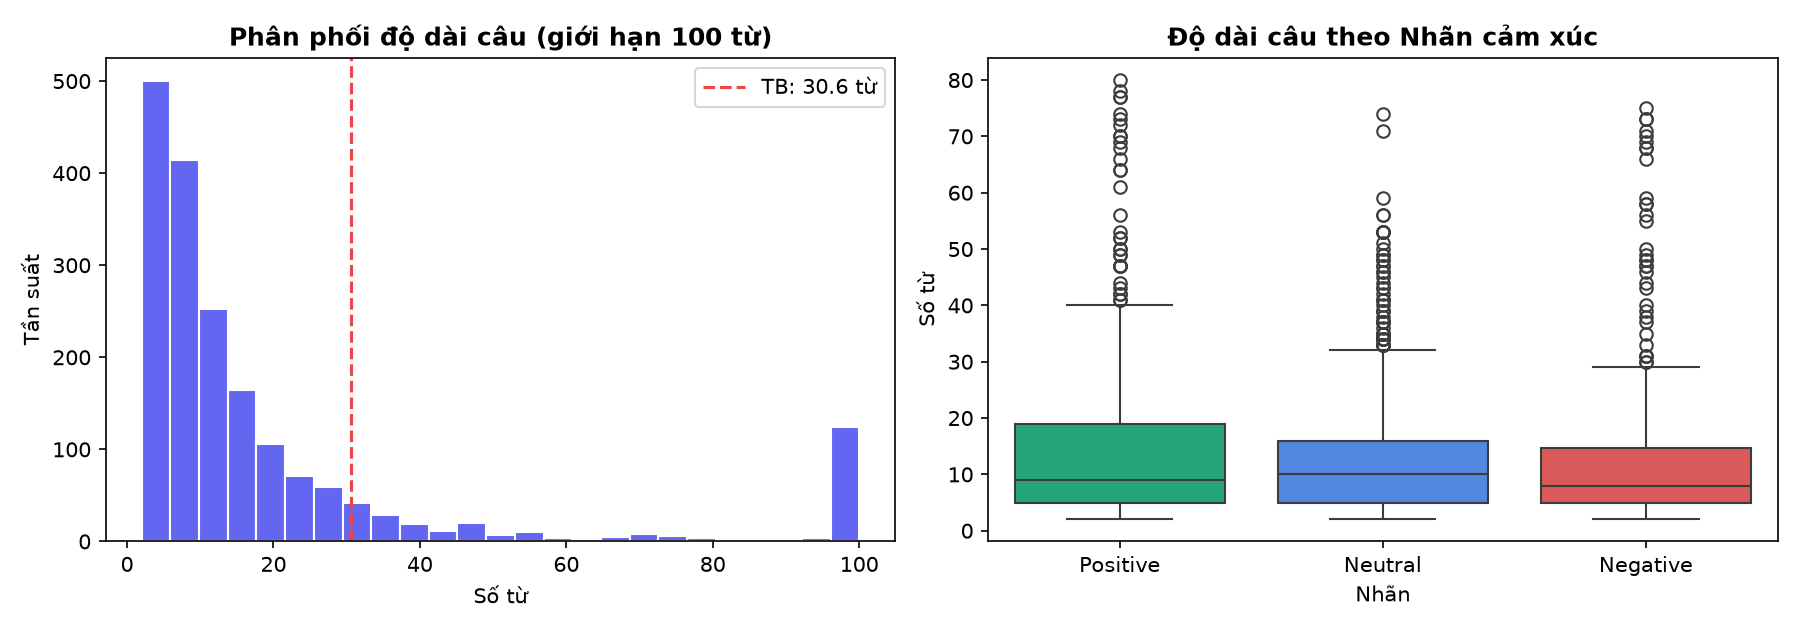 Phân phối độ dài câu (giới hạn 100 từ)
TB: 30.6 từ
Tần suất
500
400
300
200
100
0
0 20 40 60 80 100
Số từ
Độ dài câu theo Nhãn cảm xúc
Số từ
80
70
60
50
40
30
20
10
0
Positive Neutral Negative
Nhãn